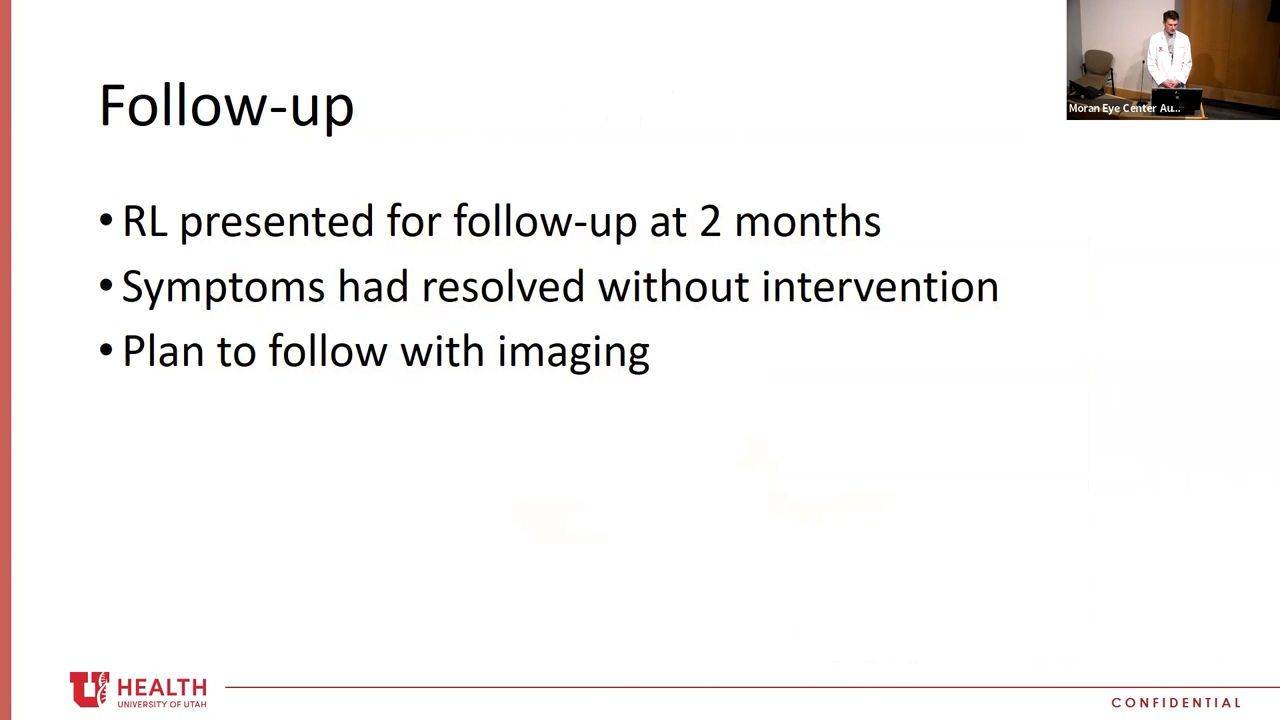 Moran Eye Center Au...
Follow-up
• RL presented for follow-up at 2 months
• Symptoms had resolved without intervention
• Plan to follow with imaging
U HEALTH
UNIVERSITY OF UTAH
CONFIDENTIAL